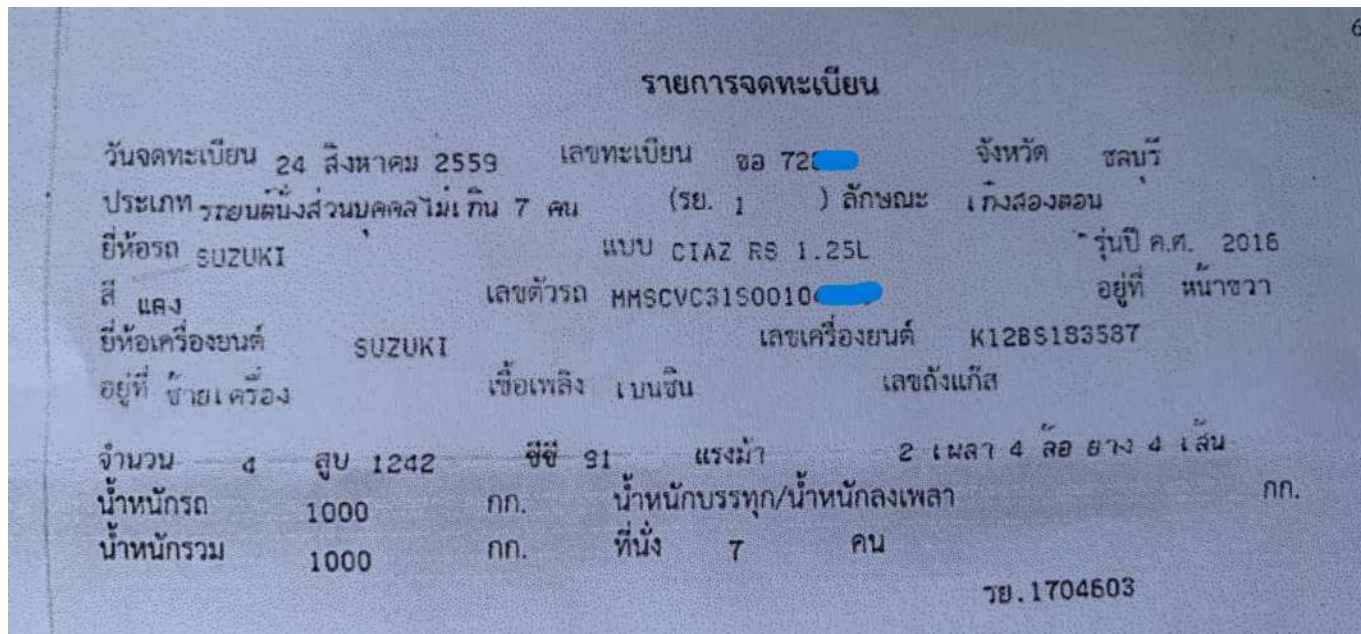 6
รายการจดทะเบียน
วันจดทะเบียน 24 สิงหาคม 2559 เลขทะเบียน ขอ 72 จังหวัด ชลบุรี
ประเภท รถยนต์นั่งส่วนบุคคลไม่เกิน 7 คน (รย. 1 ) ลักษณะ เก๋งสองตอน
ยี่ห้อรถ SUZUKI แบบ CIAZ RS 1.25L รุ่นปี ค.ศ. 2016
สี แดง เลขตัวรถ MMSCVC31S0010 อยู่ที่ หน้าขวา
ยี่ห้อเครื่องยนต์ SUZUKI เลขเครื่องยนต์ K12BS183587
อยู่ที่ ซ้ายเครื่อง เชื้อเพลิง เบนซิน เลขถังแก๊ส
จำนวน 4 สูบ 1242 ซีซี 91 แรงม้า 2 เพลา 4 ล้อ ยาง 4 เส้น
น้ำหนักรถ 1000 กก. น้ำหนักบรรทุก/น้ำหนักลงเพลา กก.
น้ำหนักรวม 1000 กก. ที่นั่ง 7 คน
รย.1704603